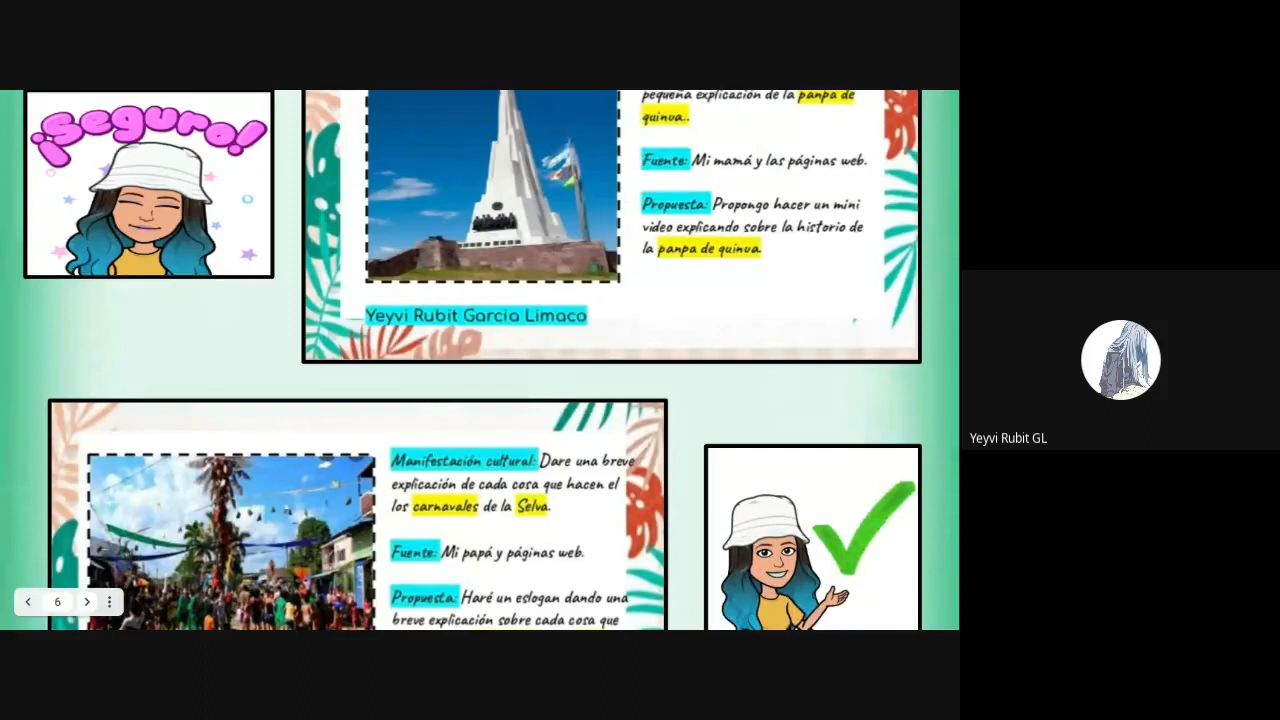 ¡Seguro!
pequeña explicación de la panpa de
quinua..
Fuente: Mi mamá y las páginas web.
Propuesta: Propongo hacer un mini
video explicando sobre la historio de
la panpa de quinua.
Yeyvi Rubit Garcia Limaco
Manifestación cultural: Dare una breve
explicación de cada cosa que hacen el
los carnavales de la Selva.
Fuente: Mi papá y páginas web.
Propuesta: Haré un eslogan dando una
breve explicación sobre cada cosa que
6
Yeyvi Rubit GL